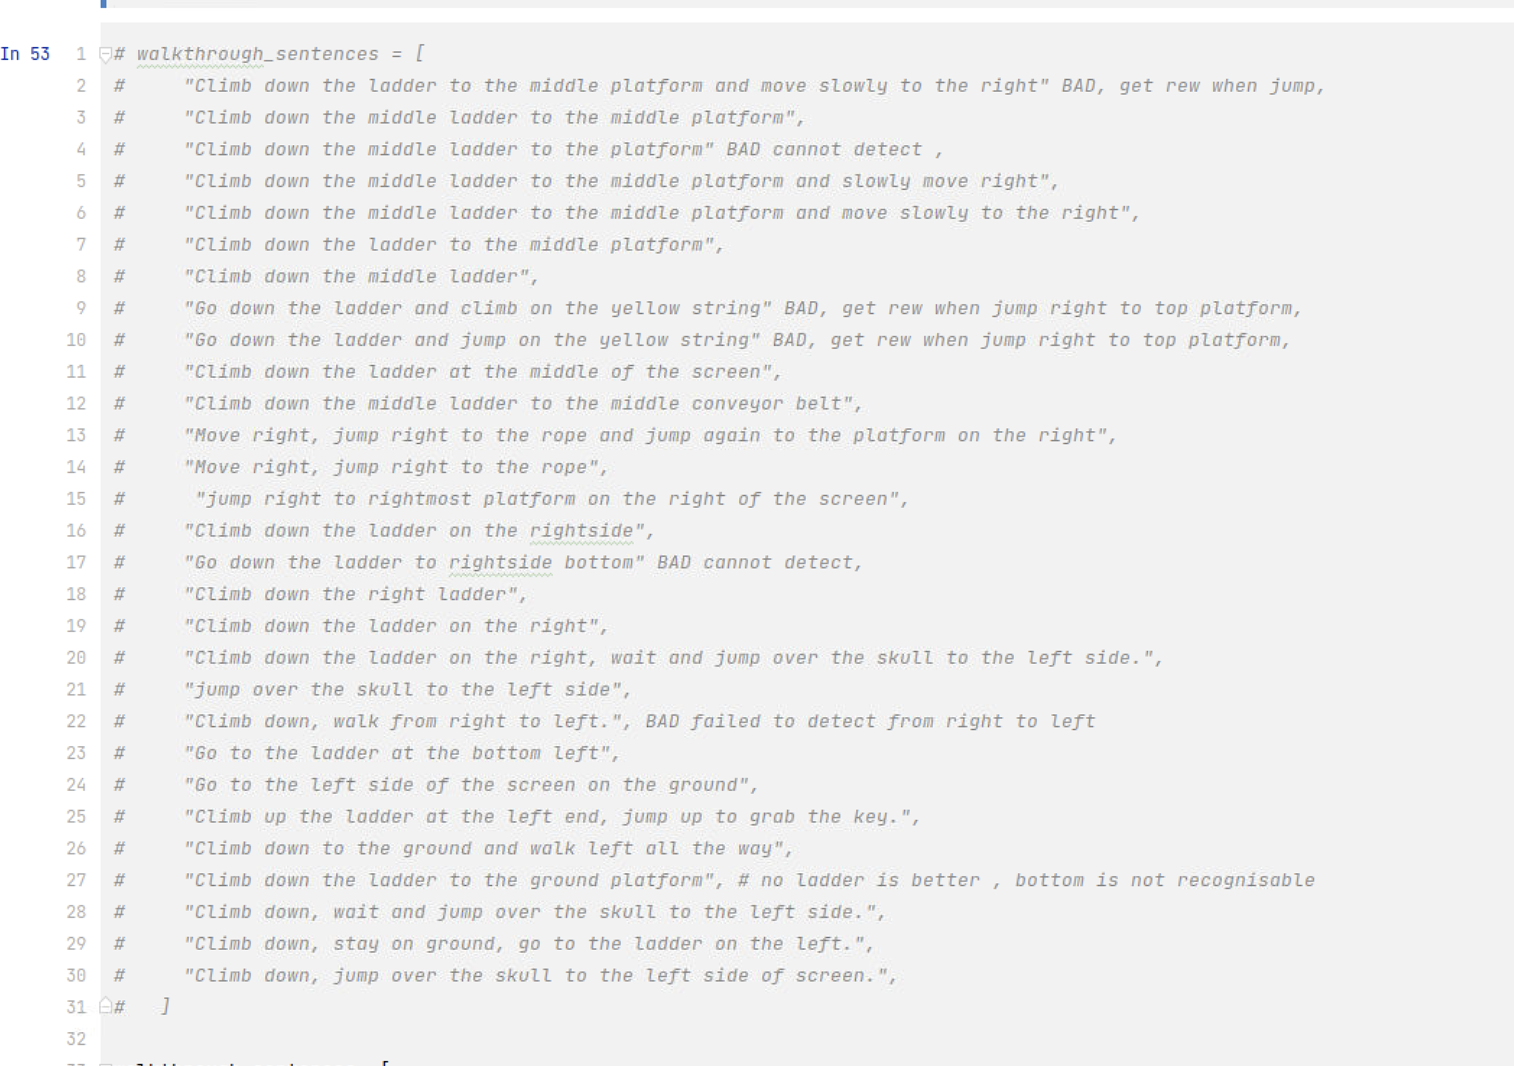 In 53 1 # walkthrough_sentences = [
2 #     "Climb down the ladder to the middle platform and move slowly to the right" BAD, get rew when jump,
3 #     "Climb down the middle ladder to the middle platform",
4 #     "Climb down the middle ladder to the platform" BAD cannot detect ,
5 #     "Climb down the middle ladder to the middle platform and slowly move right",
6 #     "Climb down the middle ladder to the middle platform and move slowly to the right",
7 #     "Climb down the ladder to the middle platform",
8 #     "Climb down the middle ladder",
9 #     "Go down the ladder and climb on the yellow string" BAD, get rew when jump right to top platform,
10 #     "Go down the ladder and jump on the yellow string" BAD, get rew when jump right to top platform,
11 #     "Climb down the ladder at the middle of the screen",
12 #     "Climb down the middle ladder to the middle conveyor belt",
13 #     "Move right, jump right to the rope and jump again to the platform on the right",
14 #     "Move right, jump right to the rope",
15 #      "jump right to rightmost platform on the right of the screen",
16 #     "Climb down the ladder on the rightside",
17 #     "Go down the ladder to rightside bottom" BAD cannot detect,
18 #     "Climb down the right ladder",
19 #     "Climb down the ladder on the right",
20 #     "Climb down the ladder on the right, wait and jump over the skull to the left side.",
21 #     "jump over the skull to the left side",
22 #     "Climb down, walk from right to left.", BAD failed to detect from right to left
23 #     "Go to the ladder at the bottom left",
24 #     "Go to the left side of the screen on the ground",
25 #     "Climb up the ladder at the left end, jump up to grab the key.",
26 #     "Climb down to the ground and walk left all the way",
27 #     "Climb down the ladder to the ground platform", # no ladder is better , bottom is not recognisable
28 #     "Climb down, wait and jump over the skull to the left side.",
29 #     "Climb down, stay on ground, go to the ladder on the left.",
30 #     "Climb down, jump over the skull to the left side of screen.",
31 #   ]
32